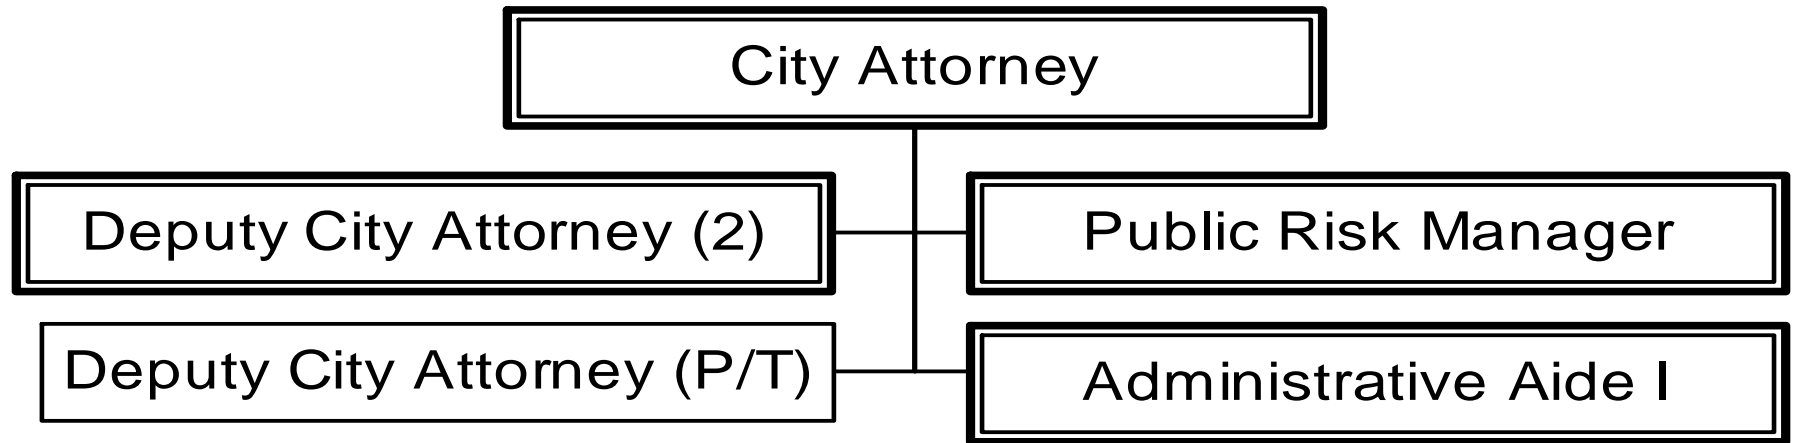 City Attorney
Deputy City Attorney (2)
Public Risk Manager
Deputy City Attorney (P/T)
Administrative Aide I